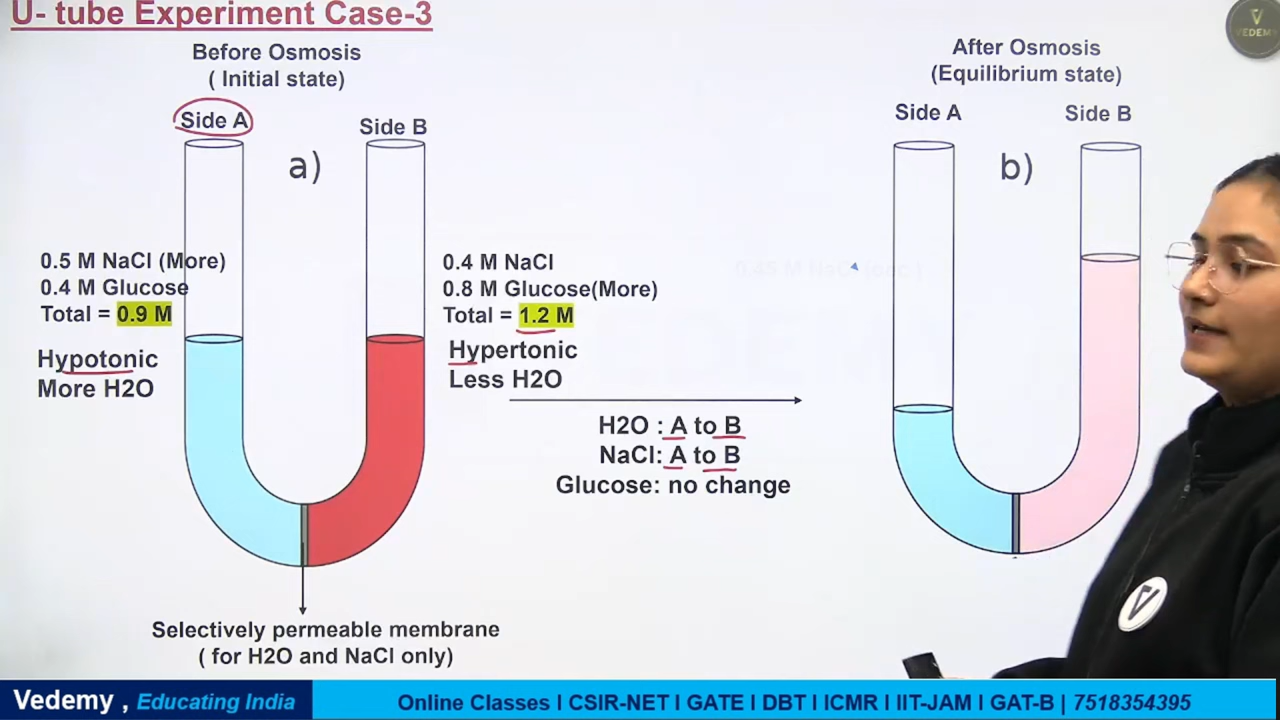 U- tube Experiment Case-3
VEDEMY
Before Osmosis
( Initial state)
After Osmosis
(Equilibrium state)
Side A
Side B
Side A
Side B
a)
b)
0.5 M NaCl (More)
0.4 M Glucose
Total = 0.9 M
Hypotonic
More H2O
0.4 M NaCl
0.8 M Glucose(More)
Total = 1.2 M
Hypertonic
Less H2O
H2O : A to B
NaCl: A to B
Glucose: no change
Selectively permeable membrane
( for H2O and NaCl only)
Vedemy , Educating India
Online Classes I CSIR-NET I GATE I DBT I ICMR I IIT-JAM I GAT-B | 7518354395